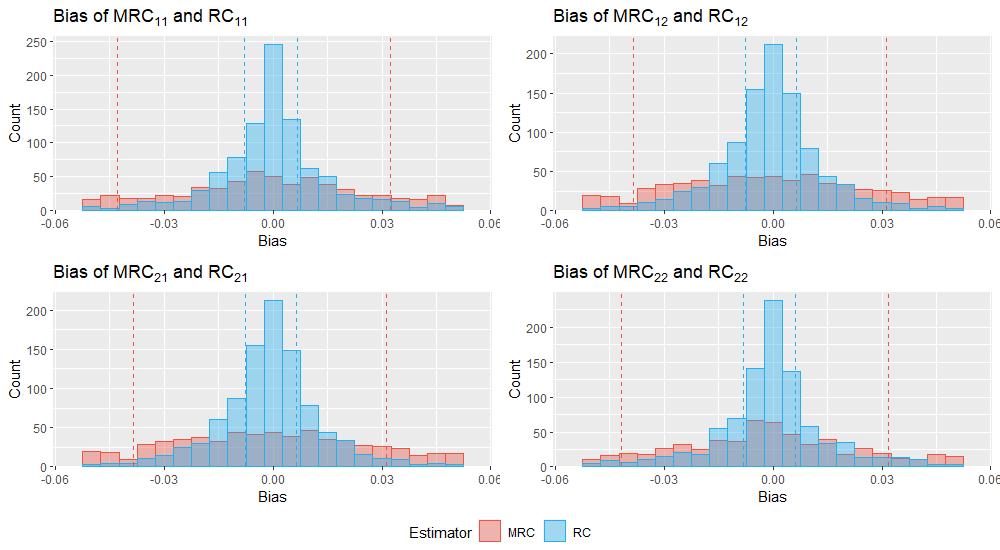 Bias of MRC₁₁ and RC₁₁
Count
250
200
150
100
50
0
-0.06 -0.03 0.00 0.03 0.06
Bias
Bias of MRC₁₂ and RC₁₂
Count
200
150
100
50
0
-0.06 -0.03 0.00 0.03 0.06
Bias
Bias of MRC₂₁ and RC₂₁
Count
200
150
100
50
0
-0.06 -0.03 0.00 0.03 0.06
Bias
Bias of MRC₂₂ and RC₂₂
Count
200
150
100
50
0
-0.06 -0.03 0.00 0.03 0.06
Bias
Estimator MRC RC